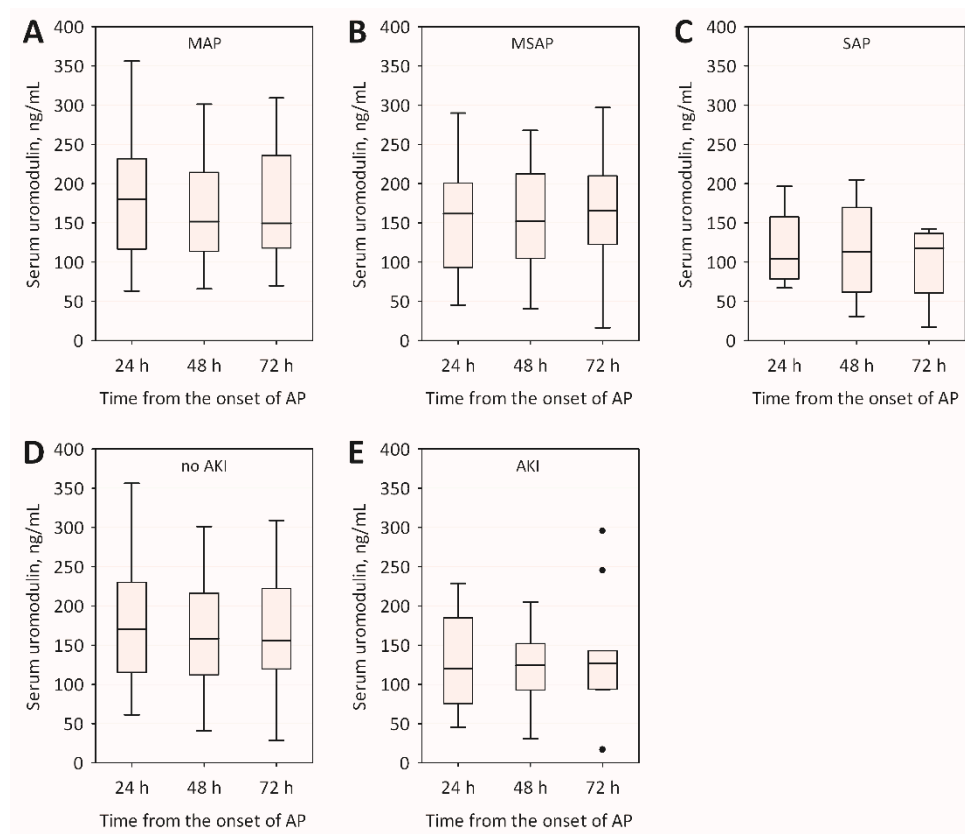 A
MAP
Serum uromodulin, ng/mL
400
350
300
250
200
150
100
50
0
24 h 48 h 72 h
Time from the onset of AP
B
MSAP
Serum uromodulin, ng/mL
400
350
300
250
200
150
100
50
0
24 h 48 h 72 h
Time from the onset of AP
C
SAP
Serum uromodulin, ng/mL
400
350
300
250
200
150
100
50
0
24 h 48 h 72 h
Time from the onset of AP
D
no AKI
Serum uromodulin, ng/mL
400
350
300
250
200
150
100
50
0
24 h 48 h 72 h
Time from the onset of AP
E
AKI
Serum uromodulin, ng/mL
400
350
300
250
200
150
100
50
0
24 h 48 h 72 h
Time from the onset of AP